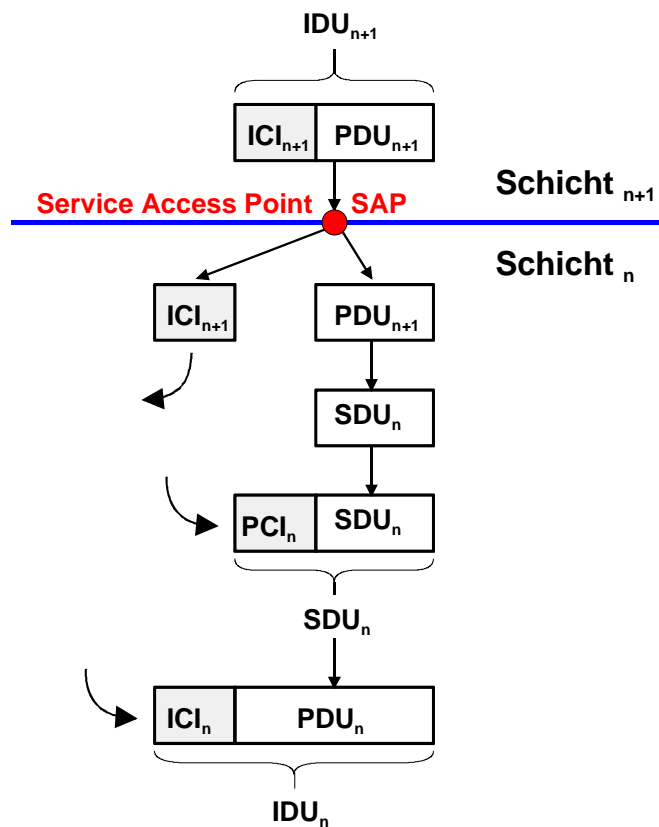 IDUn+1
ICIn+1 PDUn+1
Schicht n+1
Service Access Point SAP
Schicht n
ICIn+1 PDUn+1
SDUn
PCIn SDUn
SDUn
ICIn PDUn
IDUn